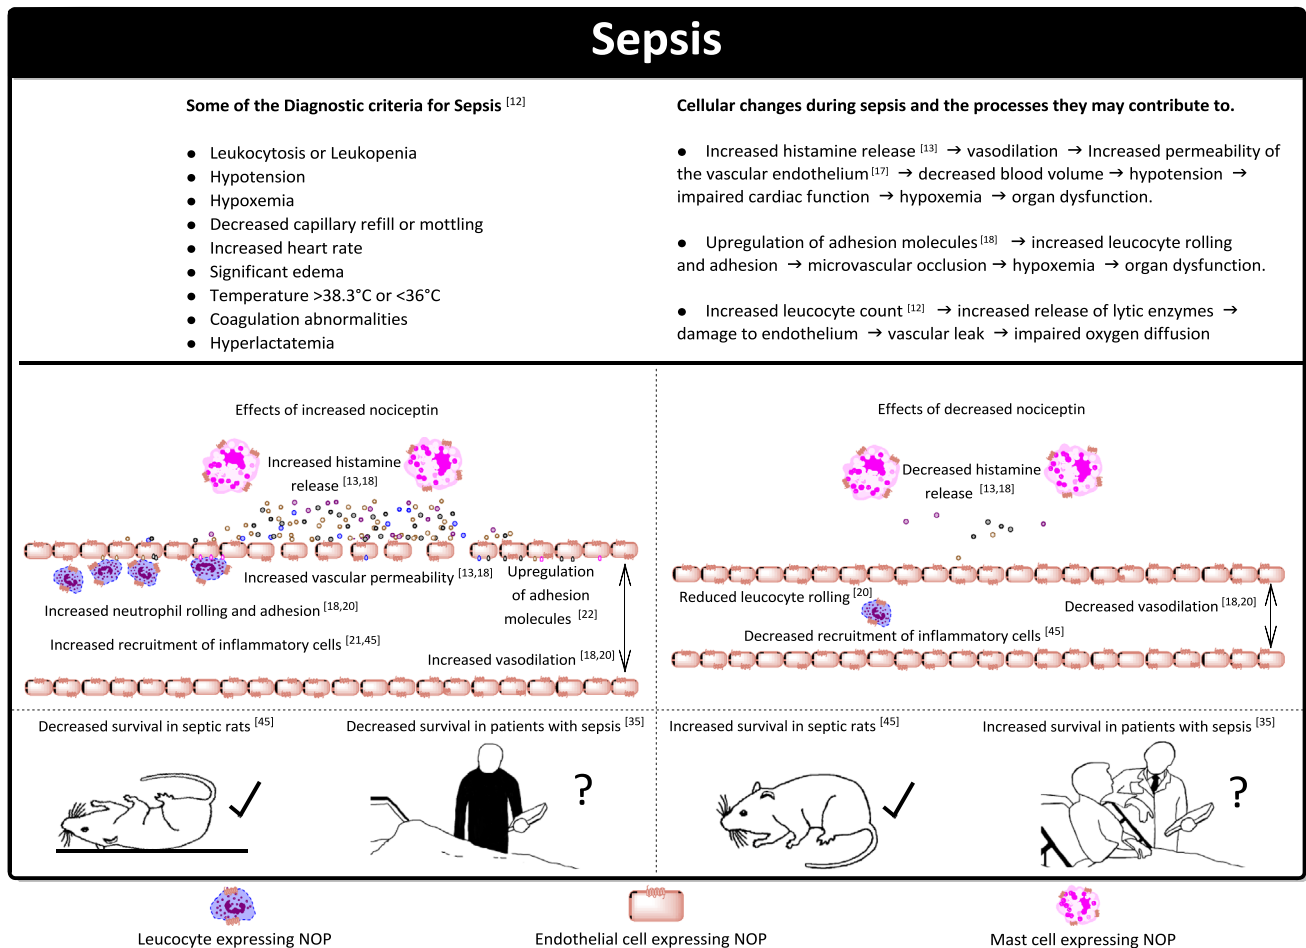 Sepsis
Some of the Diagnostic criteria for Sepsis [12]
● Leukocytosis or Leukopenia
● Hypotension
● Hypoxemia
● Decreased capillary refill or mottling
● Increased heart rate
● Significant edema
● Temperature >38.3°C or <36°C
● Coagulation abnormalities
● Hyperlactatemia
Cellular changes during sepsis and the processes they may contribute to.
● Increased histamine release [13] → vasodilation → Increased permeability of
the vascular endothelium [17] → decreased blood volume → hypotension →
impaired cardiac function → hypoxemia → organ dysfunction.
● Upregulation of adhesion molecules [18] → increased leucocyte rolling
and adhesion → microvascular occlusion → hypoxemia → organ dysfunction.
● Increased leucocyte count [12] → increased release of lytic enzymes →
damage to endothelium → vascular leak → impaired oxygen diffusion
Effects of increased nociceptin
Increased histamine
release [13,18]
Increased vascular permeability [13,18]
Upregulation
of adhesion
molecules [22]
Increased neutrophil rolling and adhesion [18,20]
Increased recruitment of inflammatory cells [21,45]
Increased vasodilation [18,20]
Effects of decreased nociceptin
Decreased histamine
release [13,18]
Reduced leucocyte rolling [20]
Decreased vasodilation [18,20]
Decreased recruitment of inflammatory cells [45]
Decreased survival in septic rats [45]
Decreased survival in patients with sepsis [35]
?
Increased survival in septic rats [45]
Increased survival in patients with sepsis [35]
?
Leucocyte expressing NOP
Endothelial cell expressing NOP
Mast cell expressing NOP